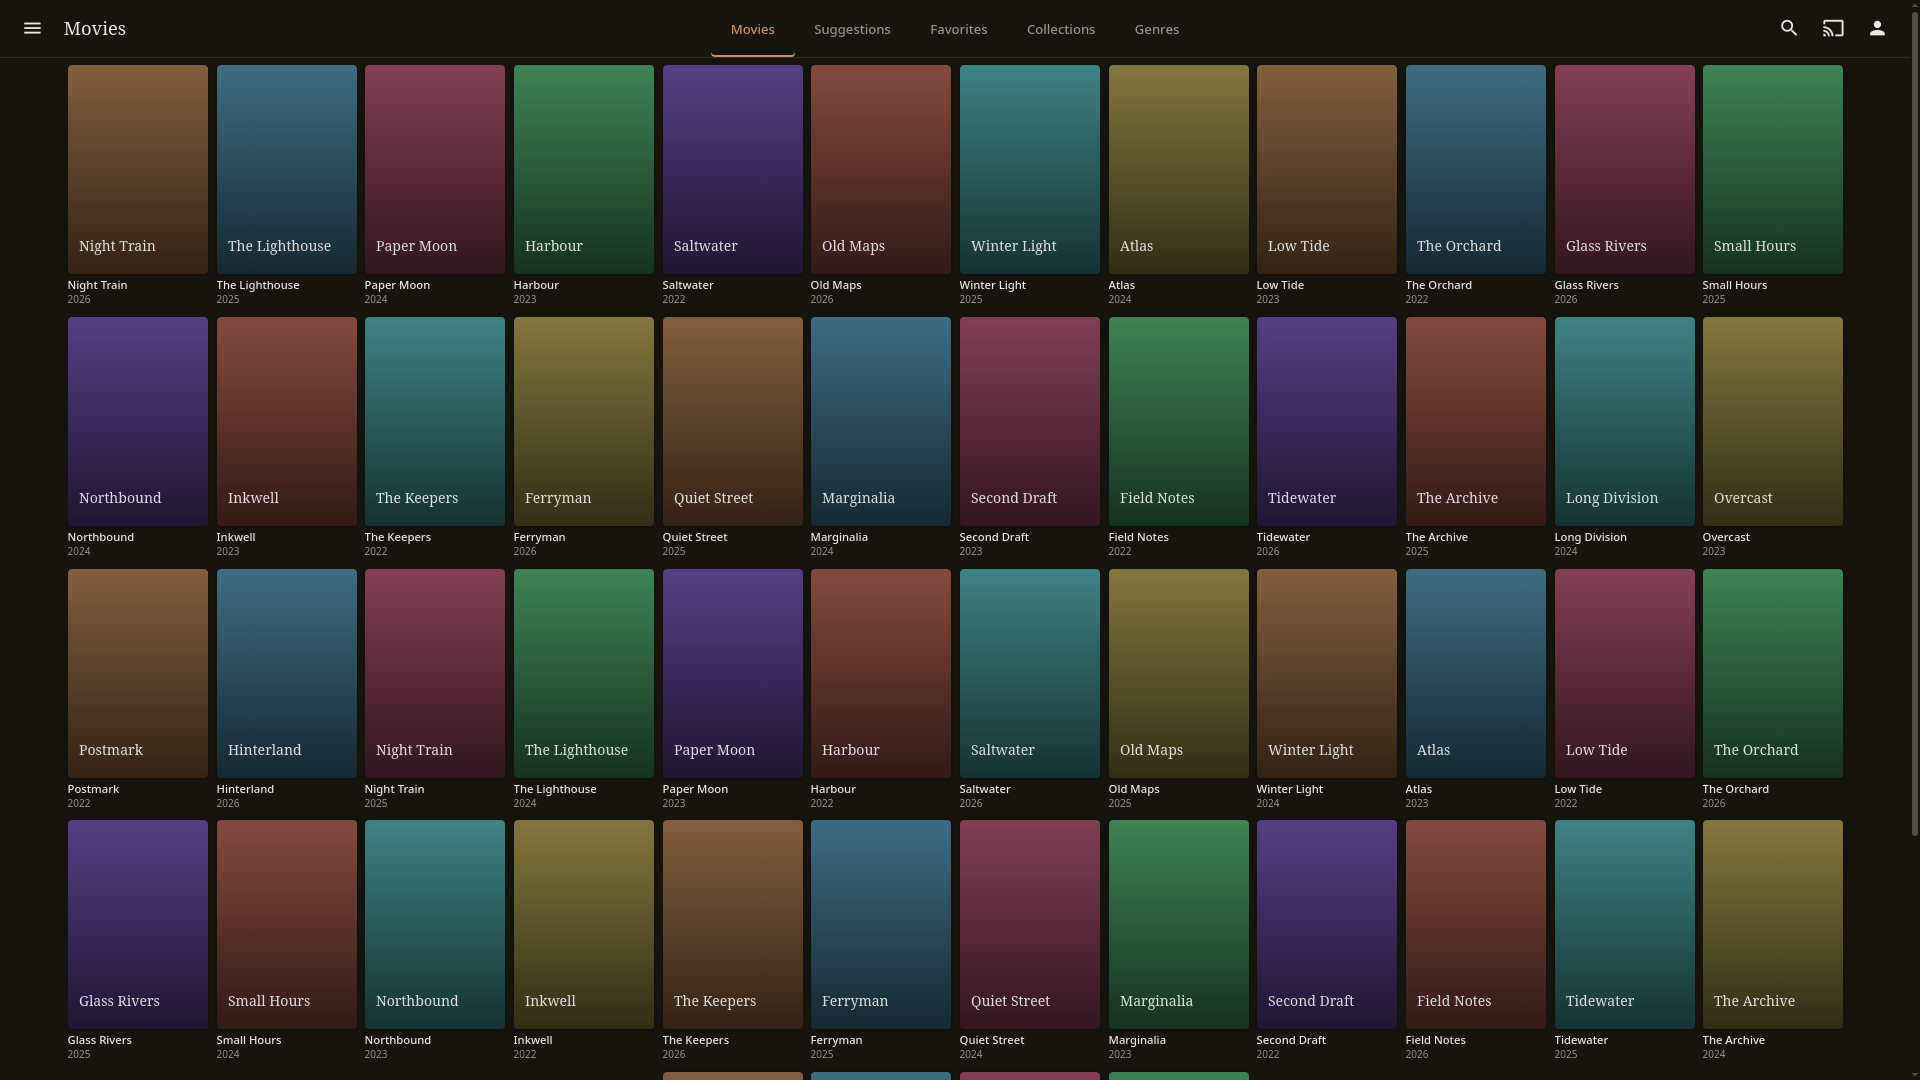 Movies
Movies Suggestions Favorites Collections Genres
Night Train The Lighthouse Paper Moon Harbour Saltwater Old Maps Winter Light Atlas Low Tide The Orchard Glass Rivers Small Hours
Night Train The Lighthouse Paper Moon Harbour Saltwater Old Maps Winter Light Atlas Low Tide The Orchard Glass Rivers Small Hours
2026 2025 2024 2023 2022 2026 2025 2024 2023 2022 2026 2025
Northbound Inkwell The Keepers Ferryman Quiet Street Marginalia Second Draft Field Notes Tidewater The Archive Long Division Overcast
Northbound Inkwell The Keepers Ferryman Quiet Street Marginalia Second Draft Field Notes Tidewater The Archive Long Division Overcast
2024 2023 2022 2026 2025 2024 2023 2022 2026 2025 2024 2023
Postmark Hinterland Night Train The Lighthouse Paper Moon Harbour Saltwater Old Maps Winter Light Atlas Low Tide The Orchard
Postmark Hinterland Night Train The Lighthouse Paper Moon Harbour Saltwater Old Maps Winter Light Atlas Low Tide The Orchard
2022 2026 2025 2024 2023 2022 2026 2025 2024 2023 2022 2026
Glass Rivers Small Hours Northbound Inkwell The Keepers Ferryman Quiet Street Marginalia Second Draft Field Notes Tidewater The Archive
Glass Rivers Small Hours Northbound Inkwell The Keepers Ferryman Quiet Street Marginalia Second Draft Field Notes Tidewater The Archive
2025 2024 2023 2022 2026 2025 2024 2023 2022 2026 2025 2024